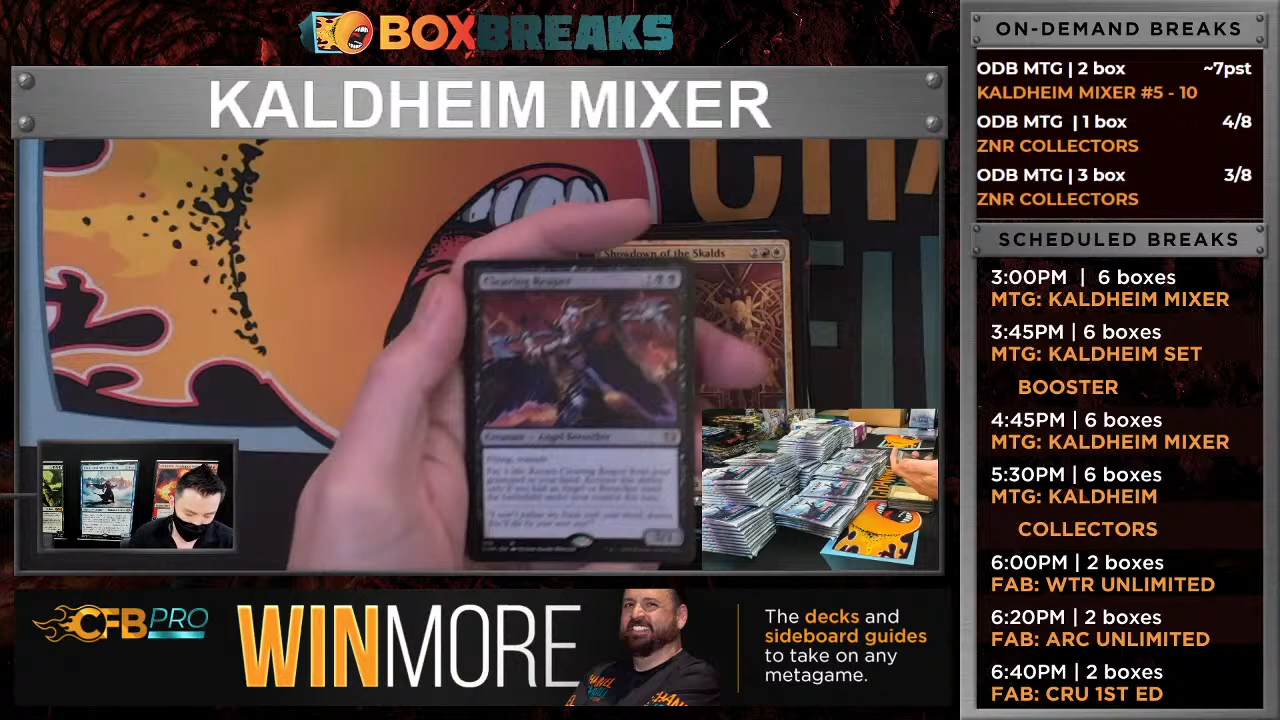 BOXBREAKS
KALDHEIM MIXER
Showdown of the Skalds
Creature
CFB PRO
WINMORE
The decks and
sideboard guides
to take on any
metagame.
ON-DEMAND BREAKS
ODB MTG | 2 box ~7pst
KALDHEIM MIXER #5 - 10
ODB MTG | 1 box 4/8
ZNR COLLECTORS
ODB MTG | 3 box 3/8
ZNR COLLECTORS
SCHEDULED BREAKS
3:00PM | 6 boxes
MTG: KALDHEIM MIXER
3:45PM | 6 boxes
MTG: KALDHEIM SET
BOOSTER
4:45PM | 6 boxes
MTG: KALDHEIM MIXER
5:30PM | 6 boxes
MTG: KALDHEIM
COLLECTORS
6:00PM | 2 boxes
FAB: WTR UNLIMITED
6:20PM | 2 boxes
FAB: ARC UNLIMITED
6:40PM | 2 boxes
FAB: CRU 1ST ED